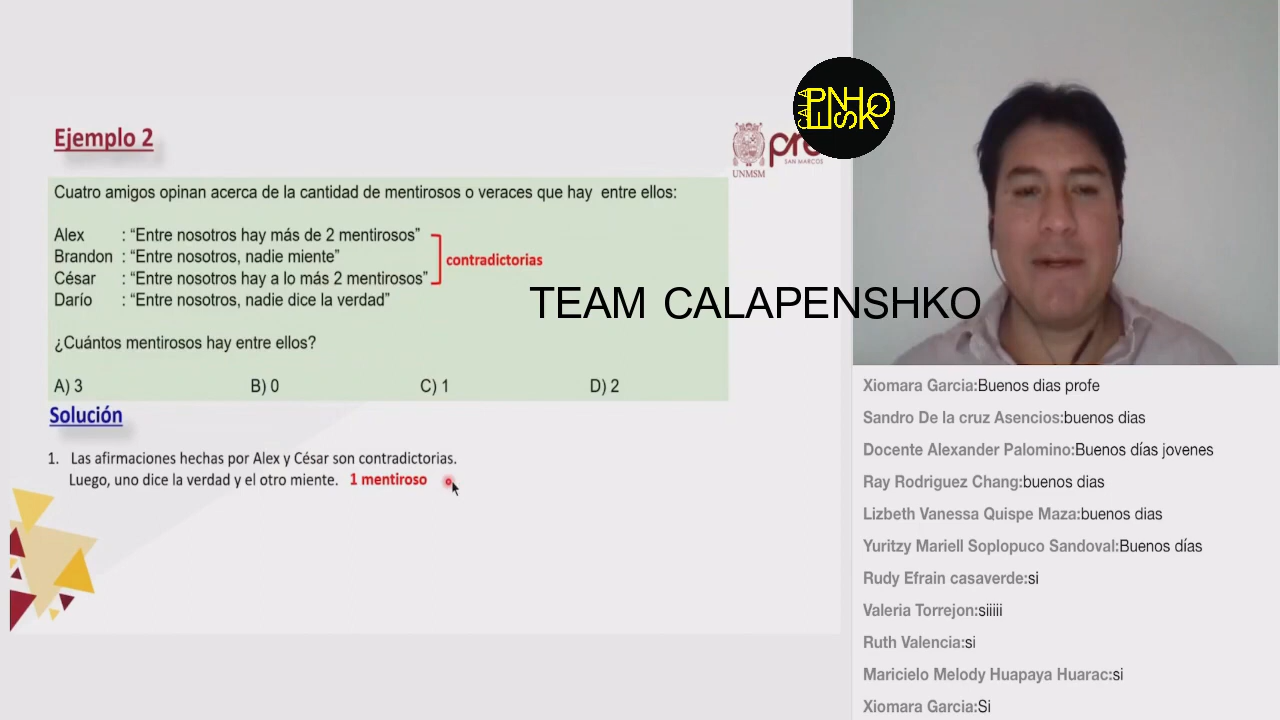 Ejemplo 2
CALA
PENHO
ESK
pre
SAN MARCOS
UNMSM
Cuatro amigos opinan acerca de la cantidad de mentirosos o veraces que hay entre ellos:
Alex : “Entre nosotros hay más de 2 mentirosos”
Brandon : “Entre nosotros, nadie miente”
César : “Entre nosotros hay a lo más 2 mentirosos”
Darío : “Entre nosotros, nadie dice la verdad”
contradictorias
TEAM CALAPENSHKO
¿Cuántos mentirosos hay entre ellos?
A) 3 B) 0 C) 1 D) 2
Solución
1. Las afirmaciones hechas por Alex y César son contradictorias.
Luego, uno dice la verdad y el otro miente. 1 mentiroso
Xiomara Garcia:Buenos dias profe
Sandro De la cruz Asencios:buenos dias
Docente Alexander Palomino:Buenos días jovenes
Ray Rodriguez Chang:buenos dias
Lizbeth Vanessa Quispe Maza:buenos dias
Yuritzy Mariell Soplopuco Sandoval:Buenos días
Rudy Efrain casaverde:si
Valeria Torrejon:siiiii
Ruth Valencia:si
Maricielo Melody Huapaya Huarac:si
Xiomara Garcia:Si